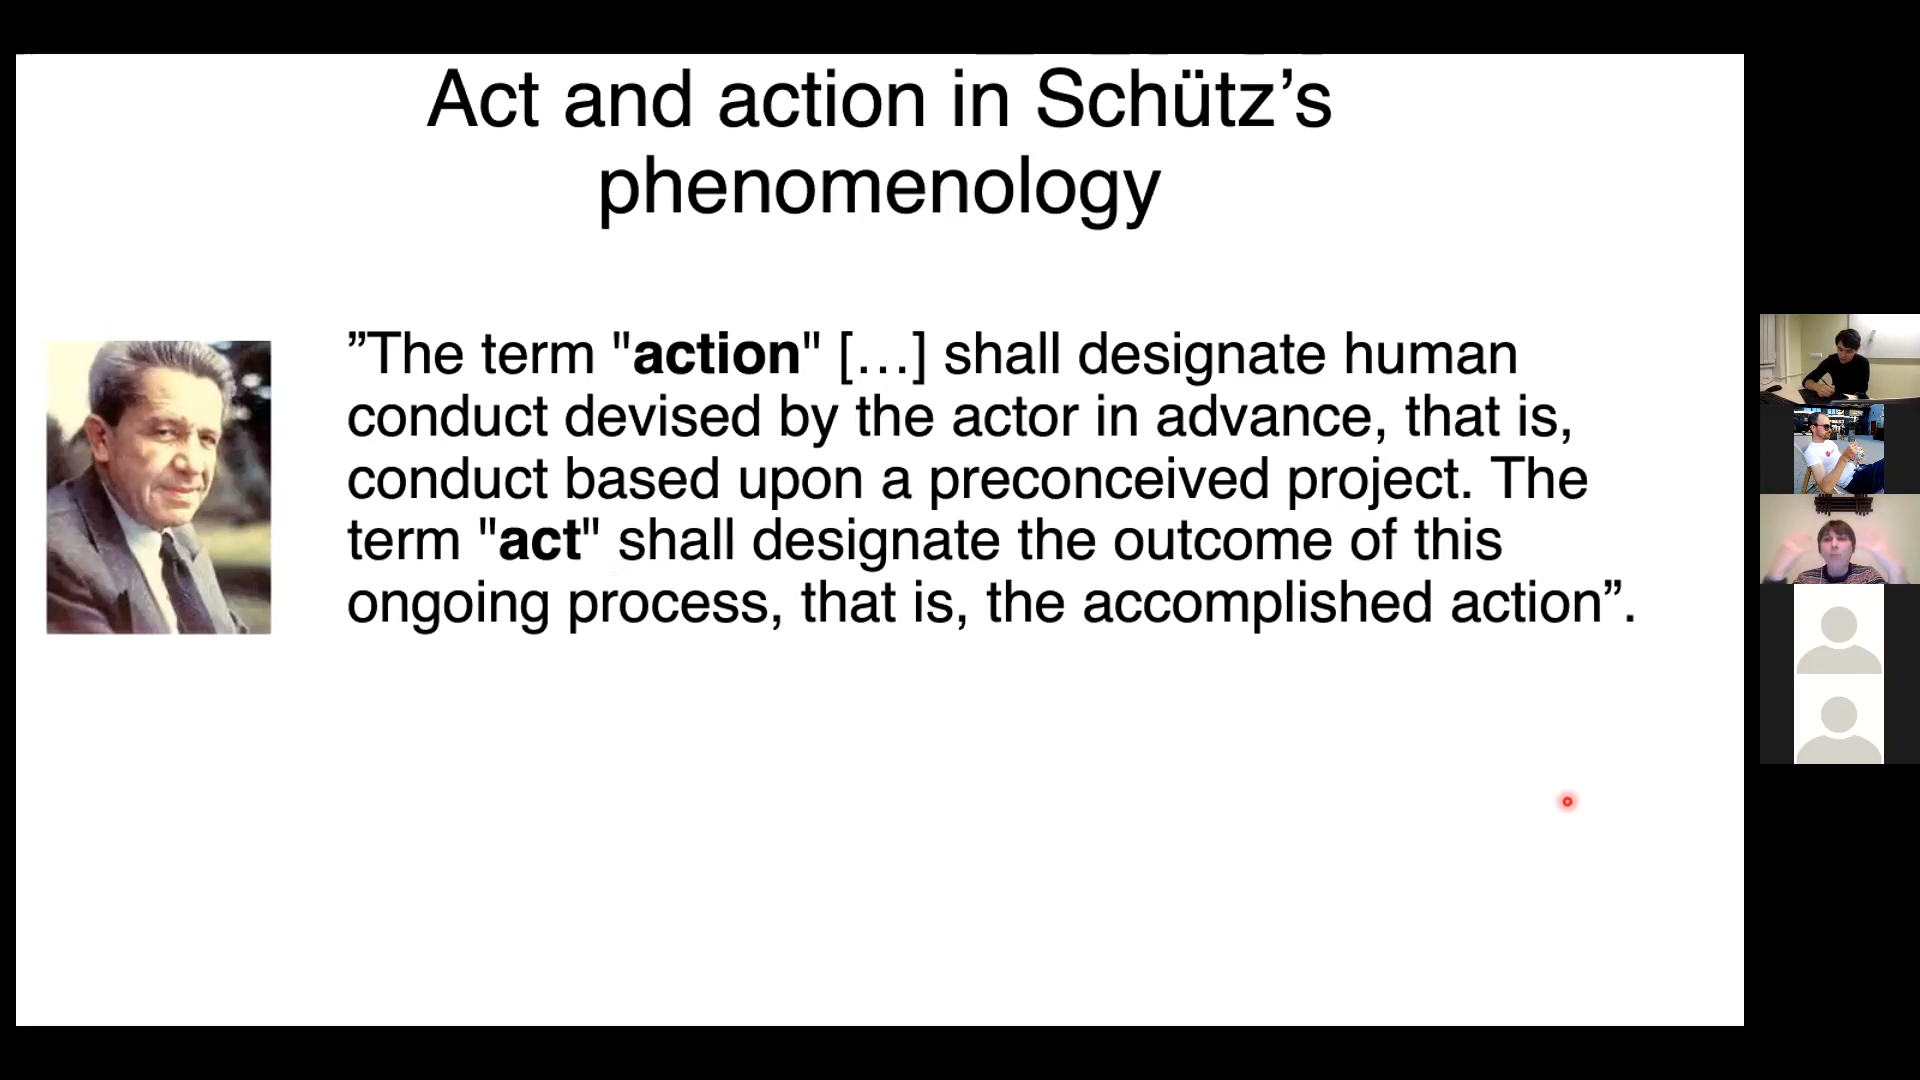 Act and action in Schütz’s
phenomenology
”The term "action" […] shall designate human
conduct devised by the actor in advance, that is,
conduct based upon a preconceived project. The
term "act" shall designate the outcome of this
ongoing process, that is, the accomplished action”.